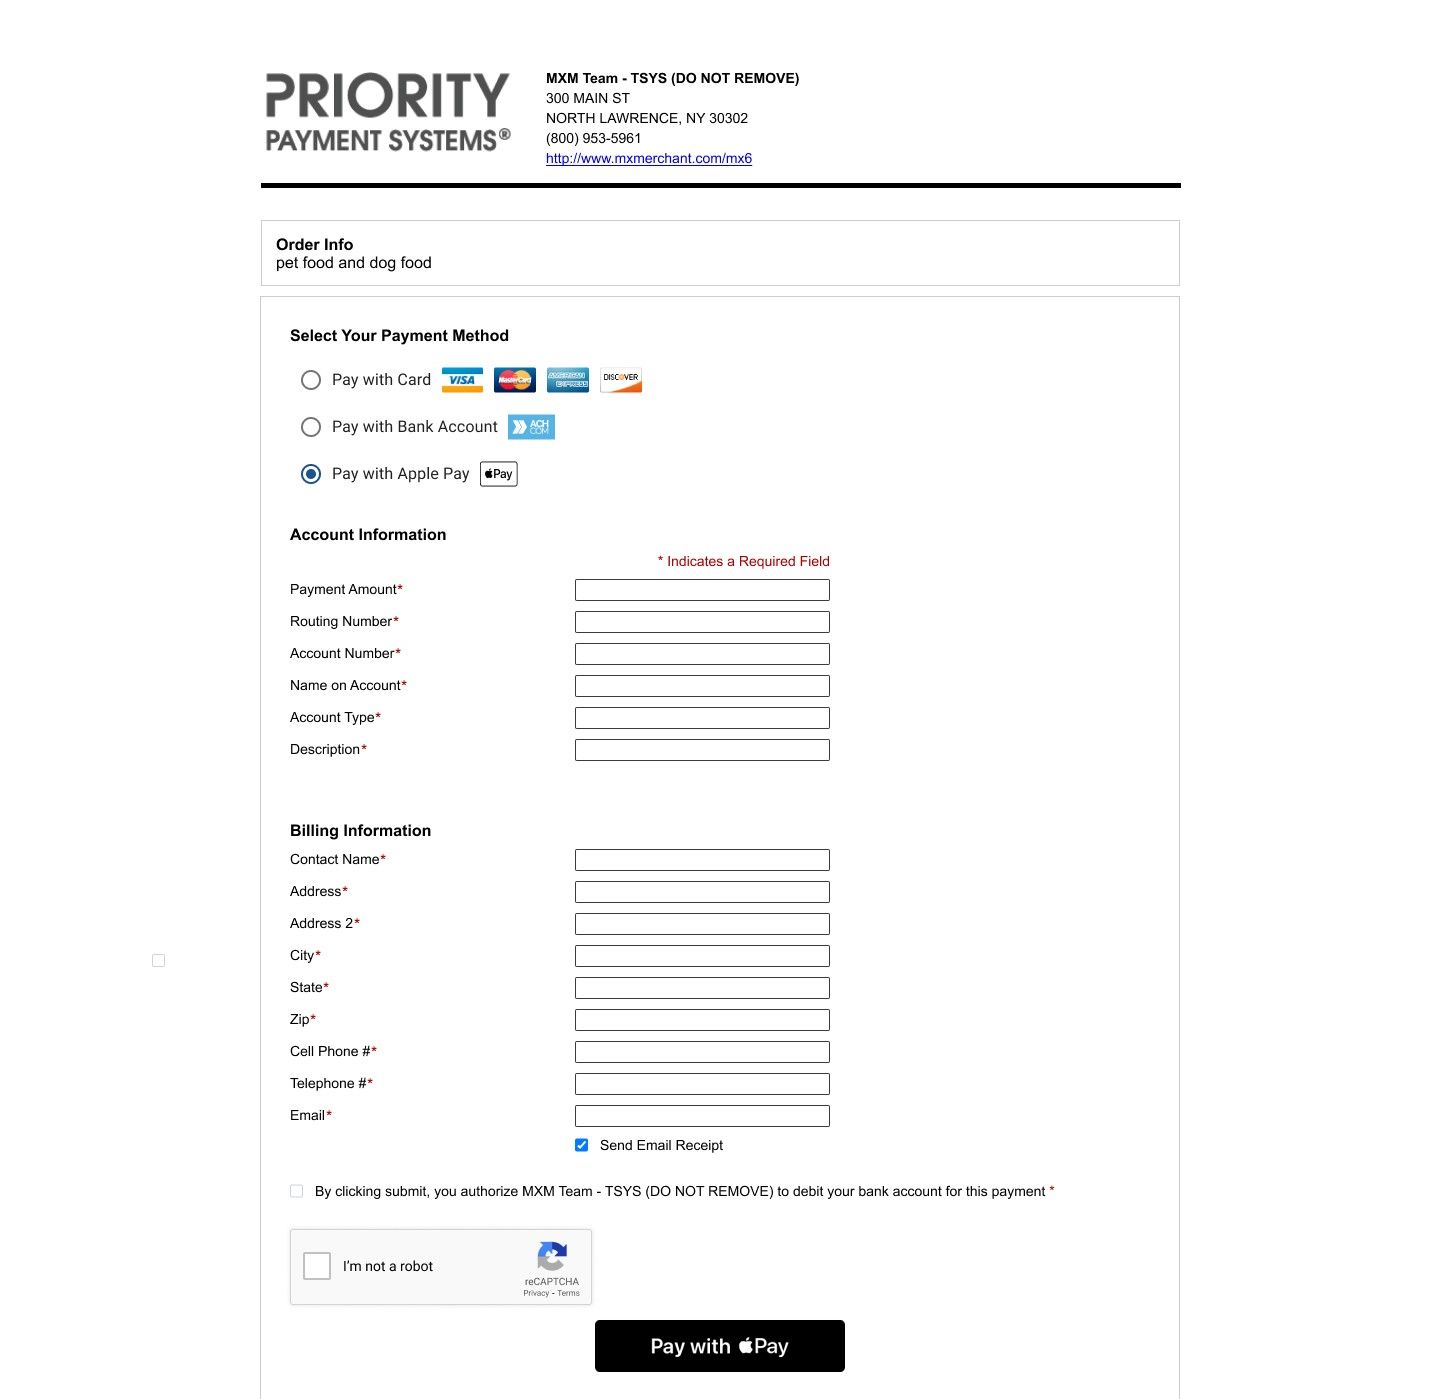 PRIORITY
PAYMENT SYSTEMS®
MXM Team - TSYS (DO NOT REMOVE)
300 MAIN ST
NORTH LAWRENCE, NY 30302
(800) 953-5961
http://www.mxmerchant.com/mx6
Order Info
pet food and dog food
Select Your Payment Method
Pay with Card VISA MasterCard AMERICAN EXPRESS DISCOVER
Pay with Bank Account ACH COM
Pay with Apple Pay Pay
Account Information
* Indicates a Required Field
Payment Amount*
Routing Number*
Account Number*
Name on Account*
Account Type*
Description*
Billing Information
Contact Name*
Address*
Address 2*
City*
State*
Zip*
Cell Phone #*
Telephone #*
Email*
Send Email Receipt
By clicking submit, you authorize MXM Team - TSYS (DO NOT REMOVE) to debit your bank account for this payment *
I'm not a robot
reCAPTCHA
Privacy - Terms
Pay with Pay